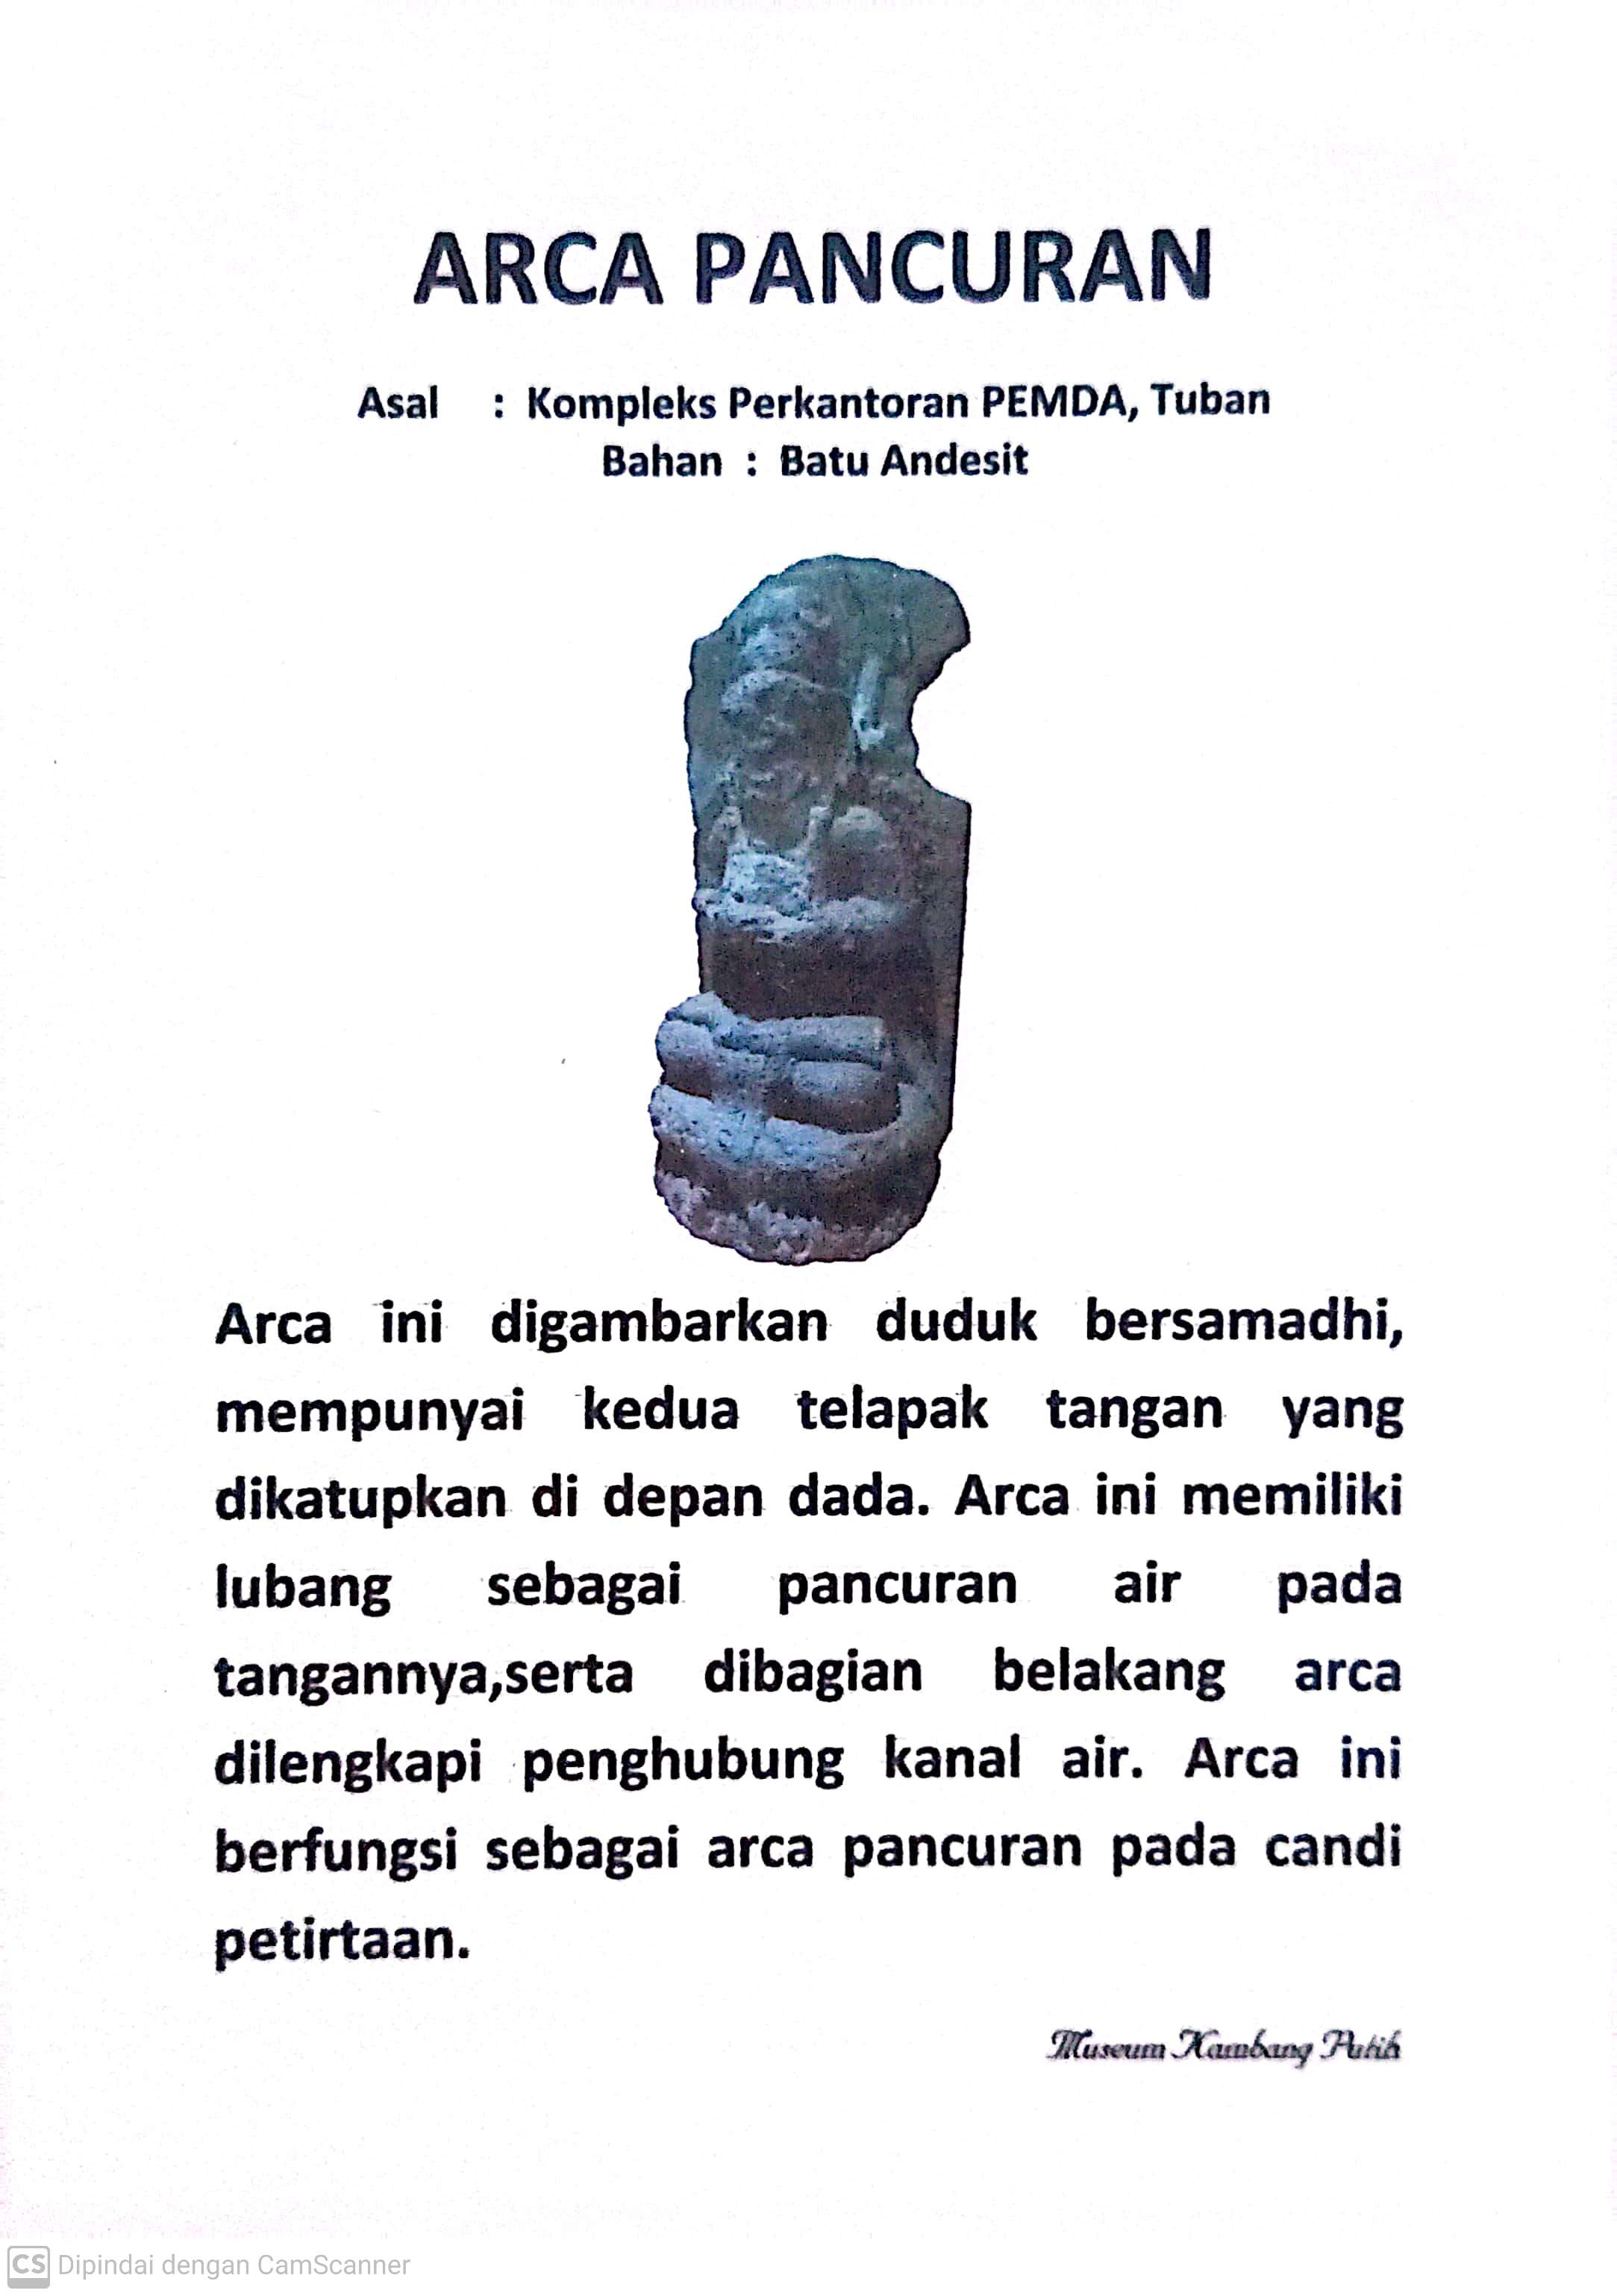 ARCA PANCURAN
Asal : Kompleks Perkantoran PEMDA, Tuban
Bahan : Batu Andesit
Arca ini digambarkan duduk bersamadhi,
mempunyai kedua telapak tangan yang
dikatupkan di depan dada. Arca ini memiliki
lubang sebagai pancuran air pada
tangannya,serta dibagian belakang arca
dilengkapi penghubung kanal air. Arca ini
berfungsi sebagai arca pancuran pada candi
petirtaan.
Museum Kambang Putih
CS Dipindai dengan CamScanner